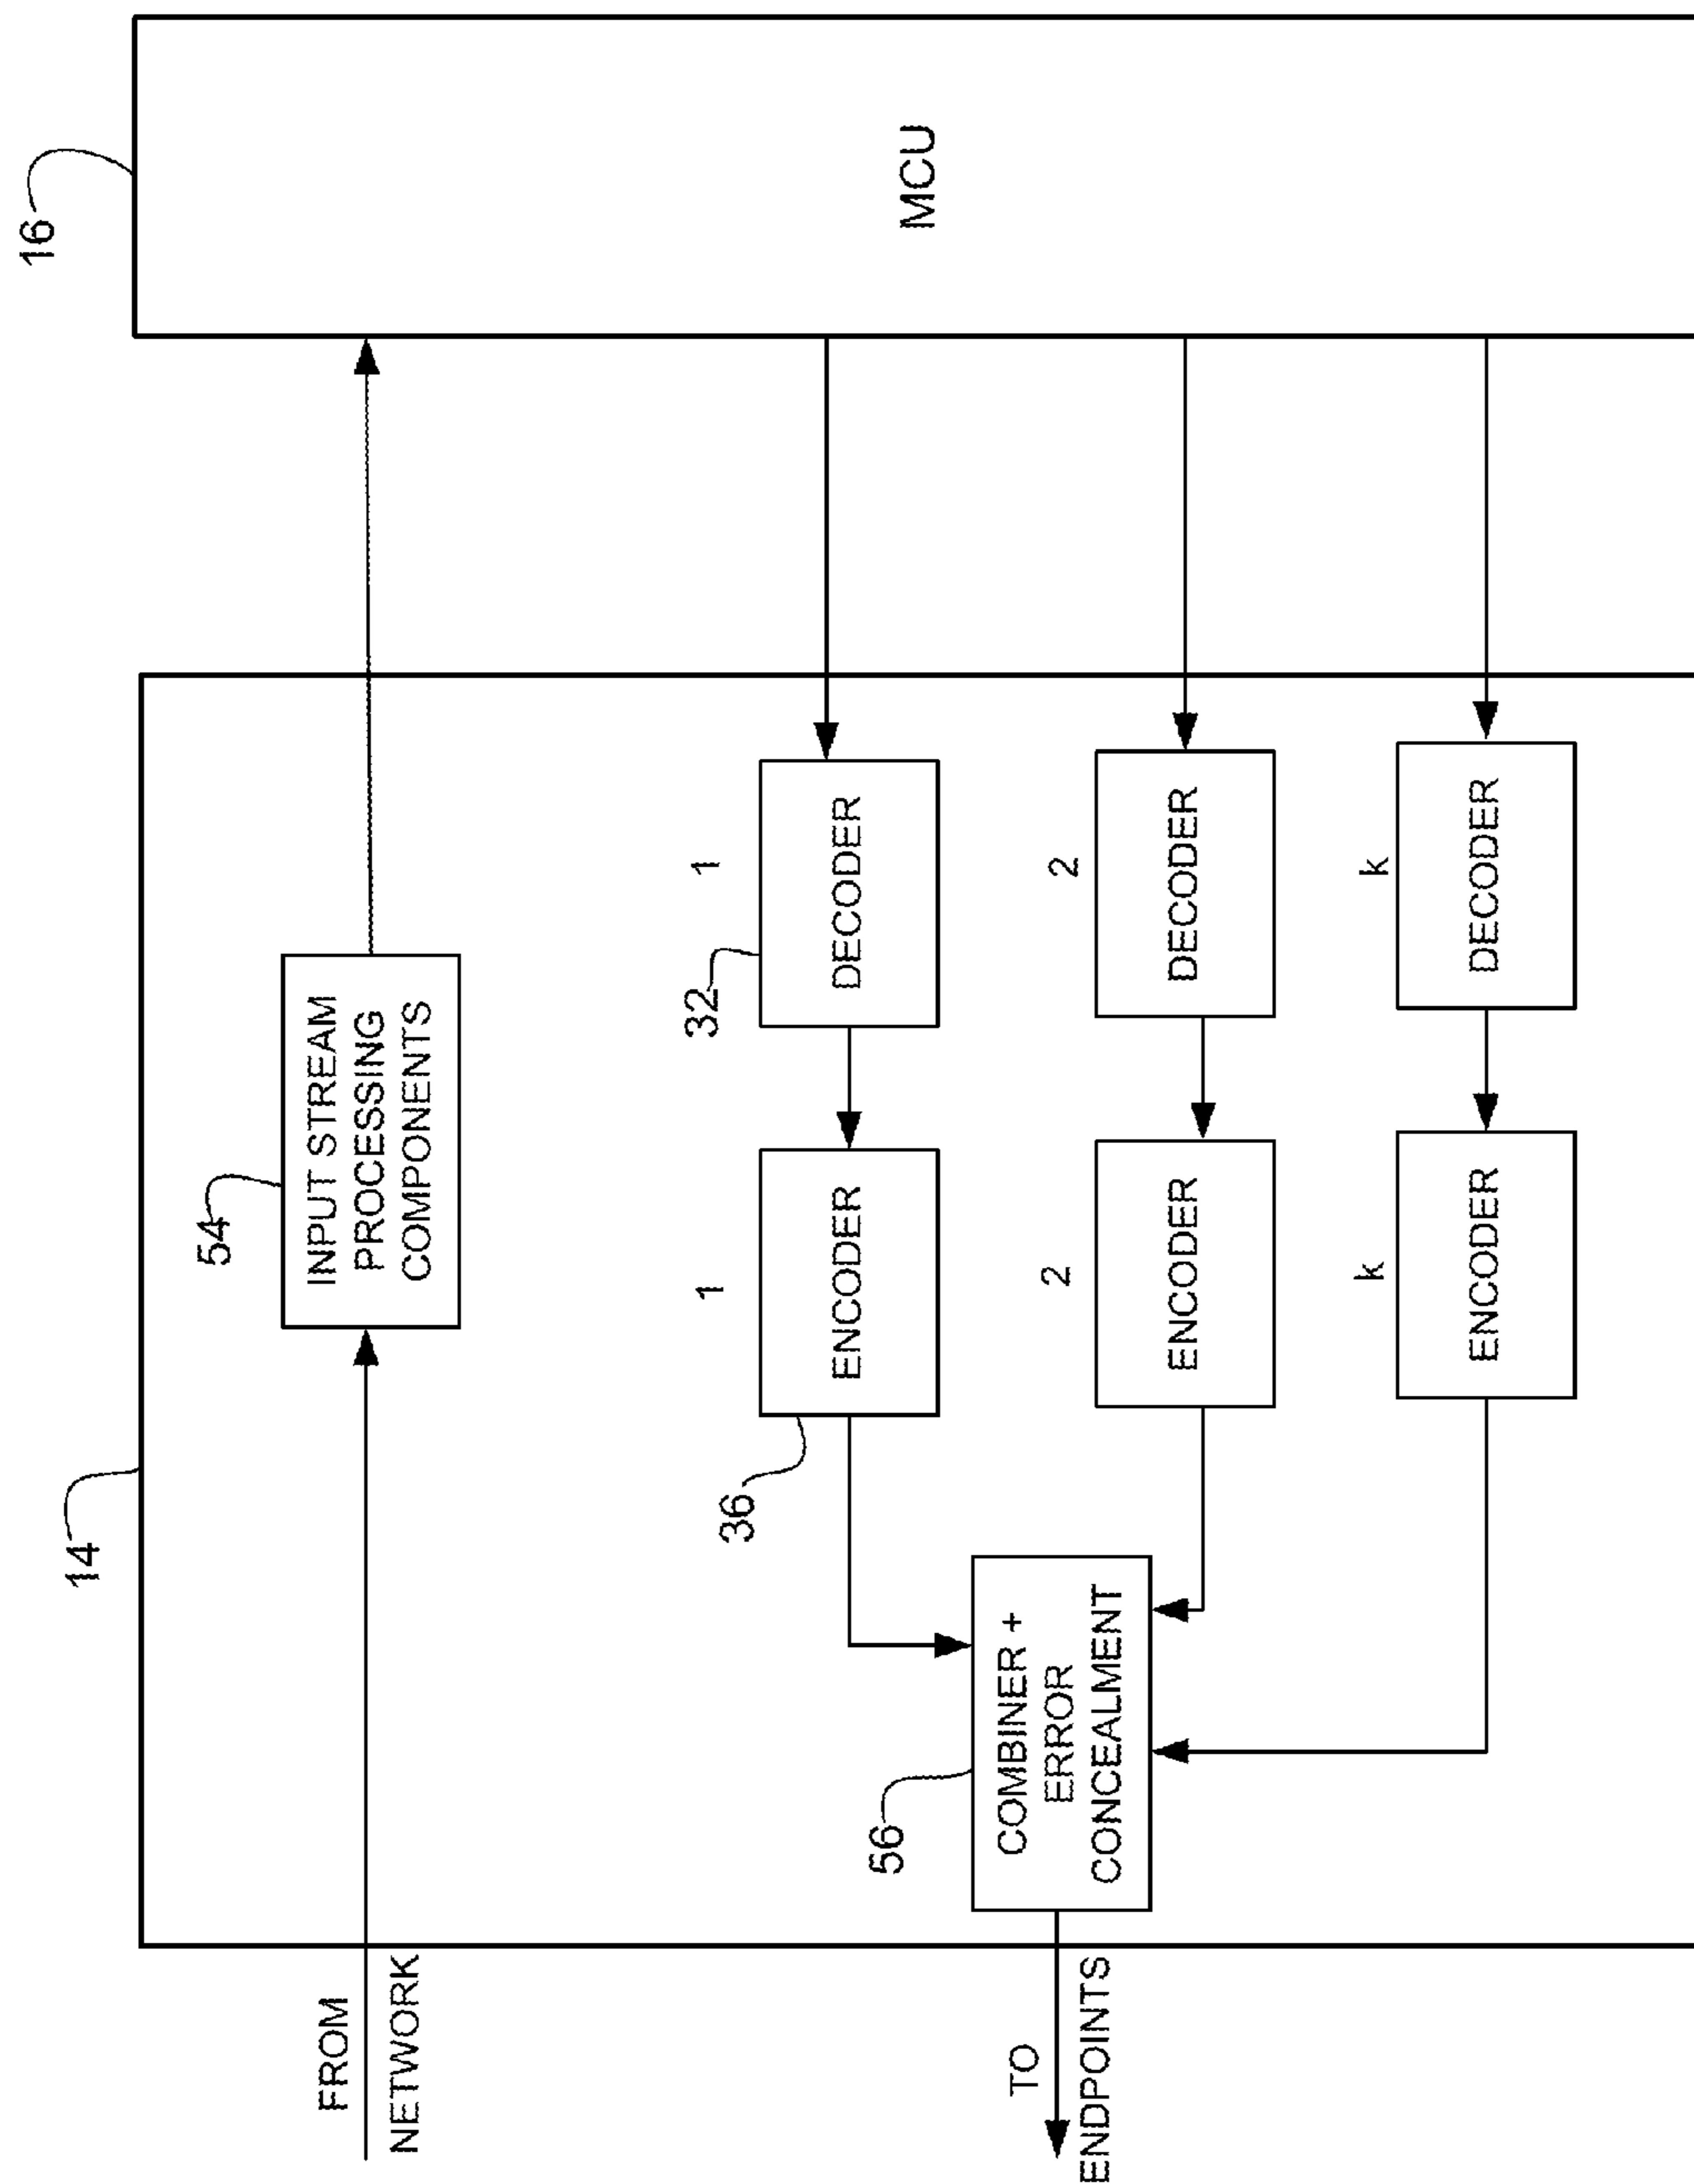 16
MCU
14
54
INPUT STREAM
PROCESSING
COMPONENTS
FROM
NETWORK
1
32
DECODER
1
36
ENCODER
2
DECODER
2
ENCODER
k
DECODER
k
ENCODER
56
COMBINER +
ERROR
CONCEALMENT
TO
ENDPOINTS